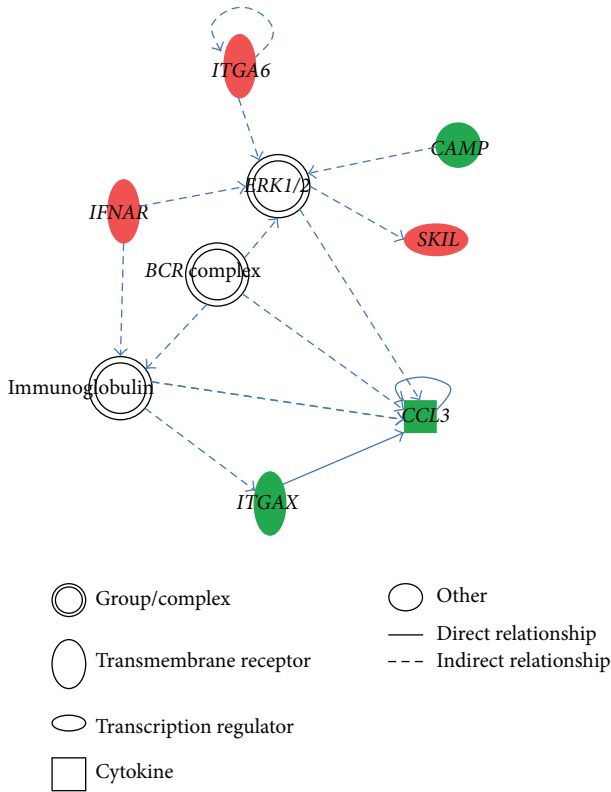 ITGA6
CAMP
ERK1/2
IFNAR
SKIL
BCR complex
Immunoglobulin
CCL3
ITGAX
Group/complex
Transmembrane receptor
Transcription regulator
Cytokine
Other
Direct relationship
Indirect relationship